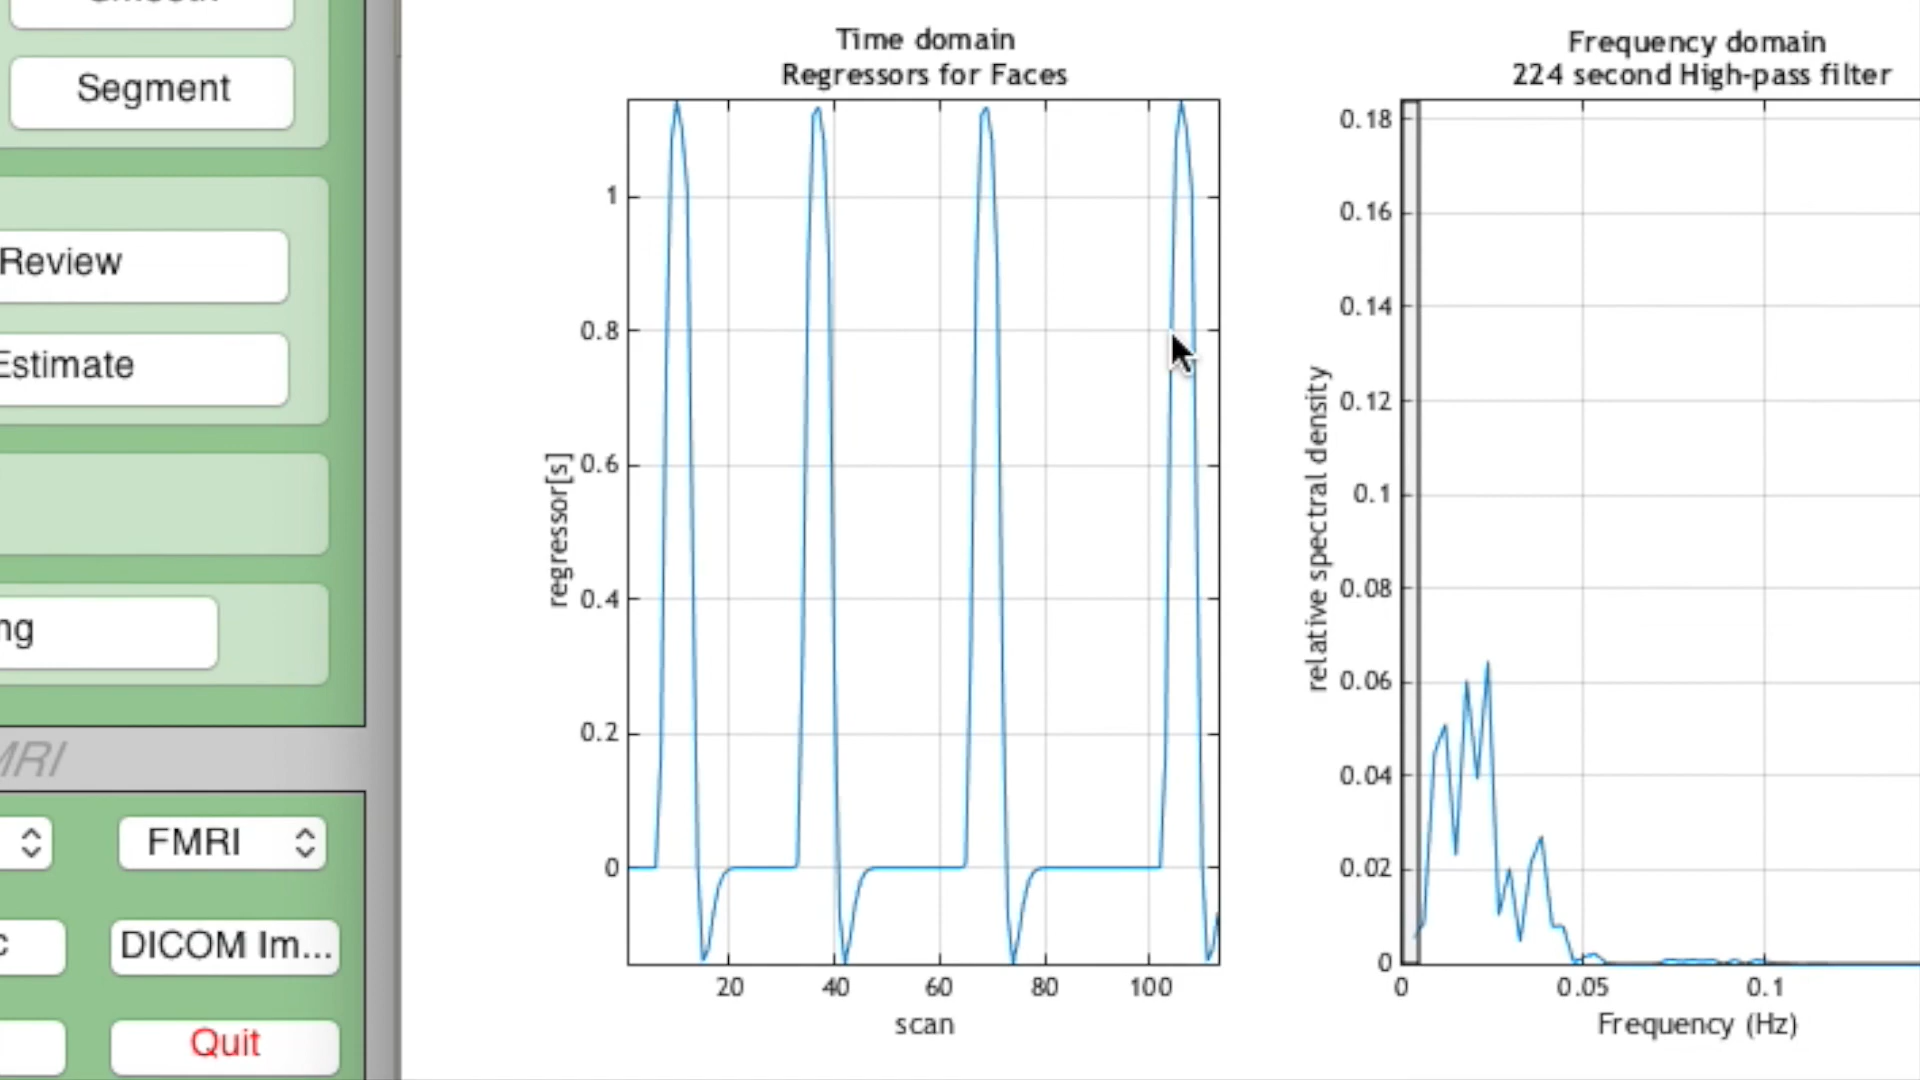 Segment
Review
Estimate
ng
MRI
FMRI
c
DICOM Im...
Quit
Time domain
Regressors for Faces
regressor[s]
1
0.8
0.6
0.4
0.2
0
20 40 60 80 100
scan
Frequency domain
224 second High-pass filter
relative spectral density
0.18
0.16
0.14
0.12
0.1
0.08
0.06
0.04
0.02
0
0 0.05 0.1
Frequency (Hz)